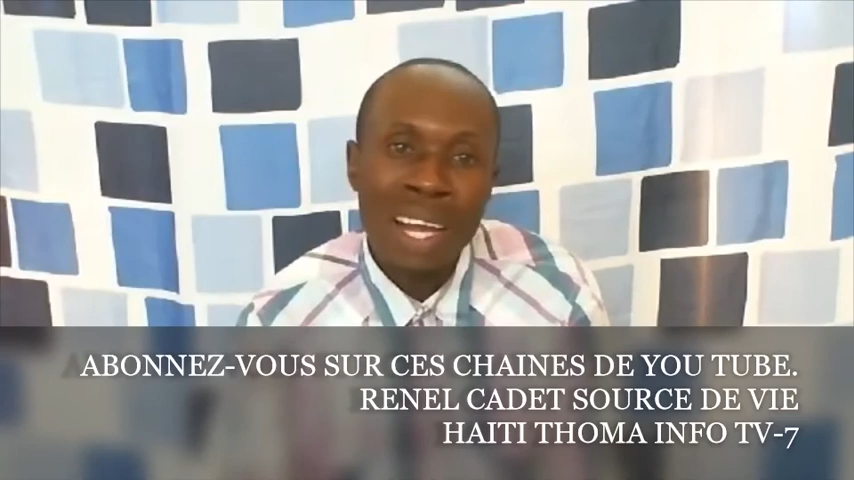 ABONNEZ-VOUS SUR CES CHAINES DE YOU TUBE.
RENEL CADET SOURCE DE VIE
HAITI THOMA INFO TV-7